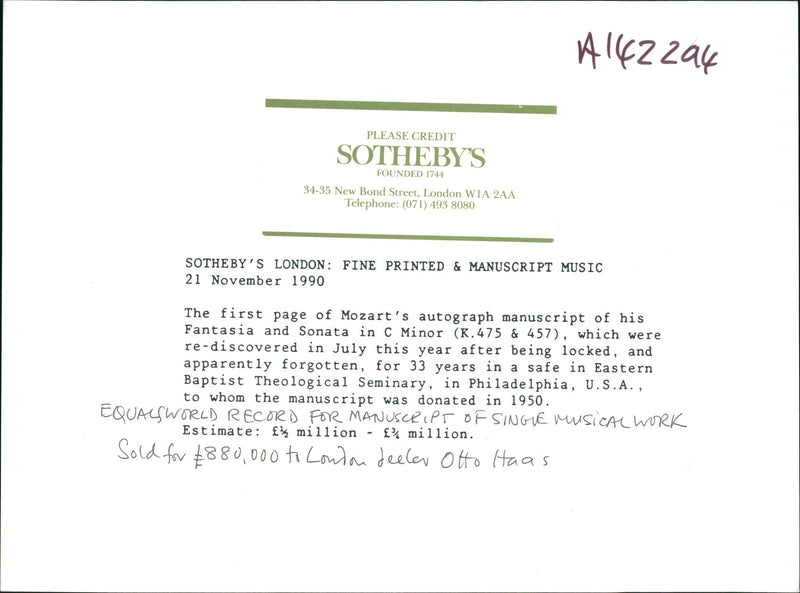 A142294
PLEASE CREDIT
SOTHEBY'S
FOUNDED 1744
34-35 New Bond Street, London W1A 2AA
Telephone: (071) 493 8080
SOTHEBY'S LONDON: FINE PRINTED & MANUSCRIPT MUSIC
21 November 1990
The first page of Mozart's autograph manuscript of his
Fantasia and Sonata in C Minor (K.475 & 457), which were
re-discovered in July this year after being locked, and
apparently forgotten, for 33 years in a safe in Eastern
Baptist Theological Seminary, in Philadelphia, U.S.A.,
to whom the manuscript was donated in 1950.
EQUALS WORLD RECORD FOR MANUSCRIPT OF SINGLE MUSICAL WORK
Estimate: £½ million - £¾ million.
Sold for £880,000 to London deeler Otto Haas